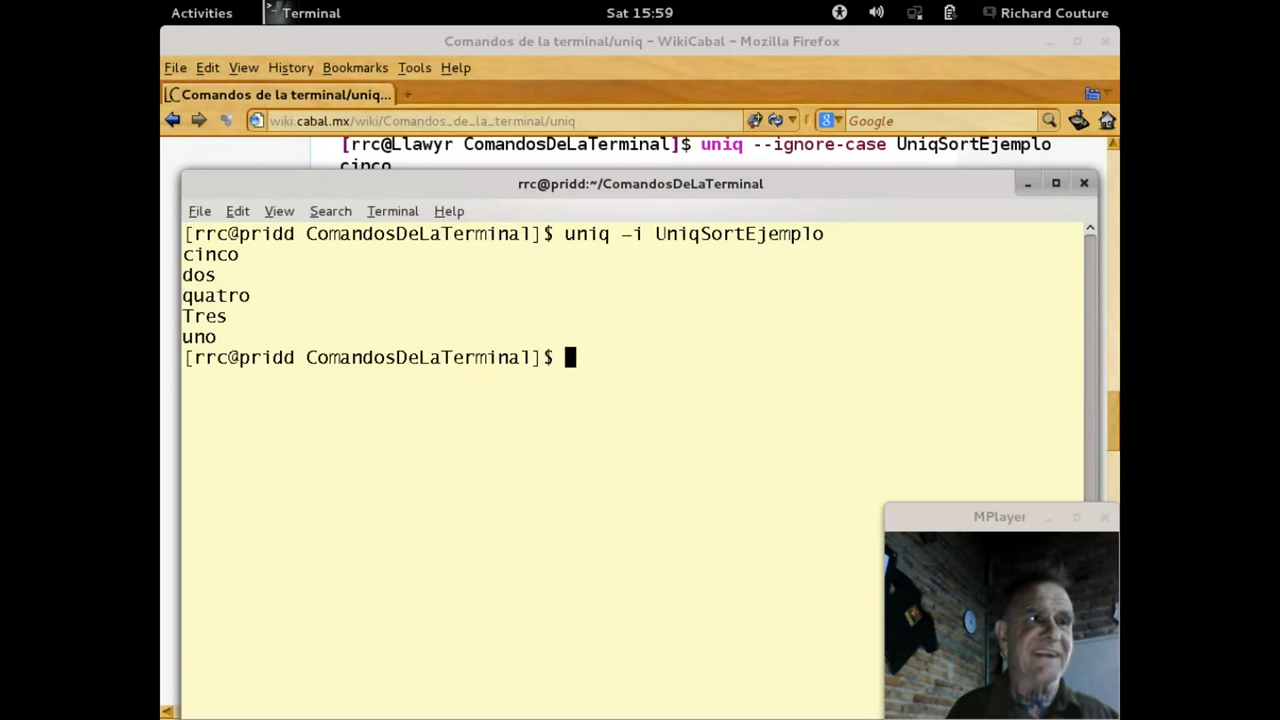 Activities Terminal Sat 15:59 Richard Couture
Comandos de la terminal/uniq - WikiCabal - Mozilla Firefox
File Edit View History Bookmarks Tools Help
Comandos de la terminal/uniq...
wiki.cabal.mx/wiki/Comandos_de_la_terminal/uniq Google
[rrc@Llawyr ComandosDeLaTerminal]$ uniq --ignore-case UniqSortEjemplo
cinco
rrc@pridd:~/ComandosDeLaTerminal
File Edit View Search Terminal Help
[rrc@pridd ComandosDeLaTerminal]$ uniq -i UniqSortEjemplo
cinco
dos
quatro
Tres
uno
[rrc@pridd ComandosDeLaTerminal]$
MPlayer